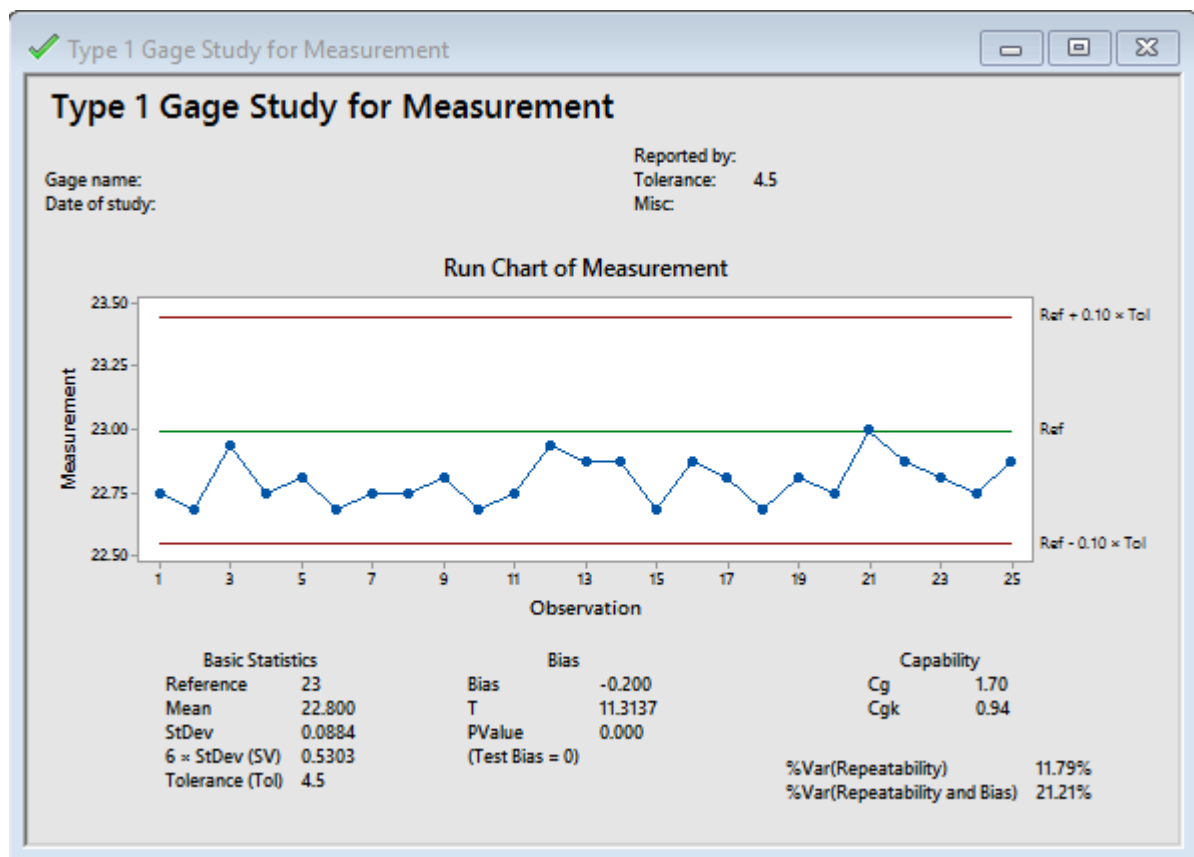 Type 1 Gage Study for Measurement
Type 1 Gage Study for Measurement
Reported by:
Gage name:
Tolerance: 4.5
Date of study:
Misc:
Run Chart of Measurement
23.50
Ref + 0.10 × Tol
23.25
23.00
Ref
22.75
22.50
Ref - 0.10 × Tol
Measurement
1 3 5 7 9 11 13 15 17 19 21 23 25
Observation
Basic Statistics
Reference 23
Mean 22.800
StDev 0.0884
6 × StDev (SV) 0.5303
Tolerance (Tol) 4.5
Bias
Bias -0.200
T 11.3137
PValue 0.000
(Test Bias = 0)
Capability
Cg 1.70
Cgk 0.94
%Var(Repeatability) 11.79%
%Var(Repeatability and Bias) 21.21%